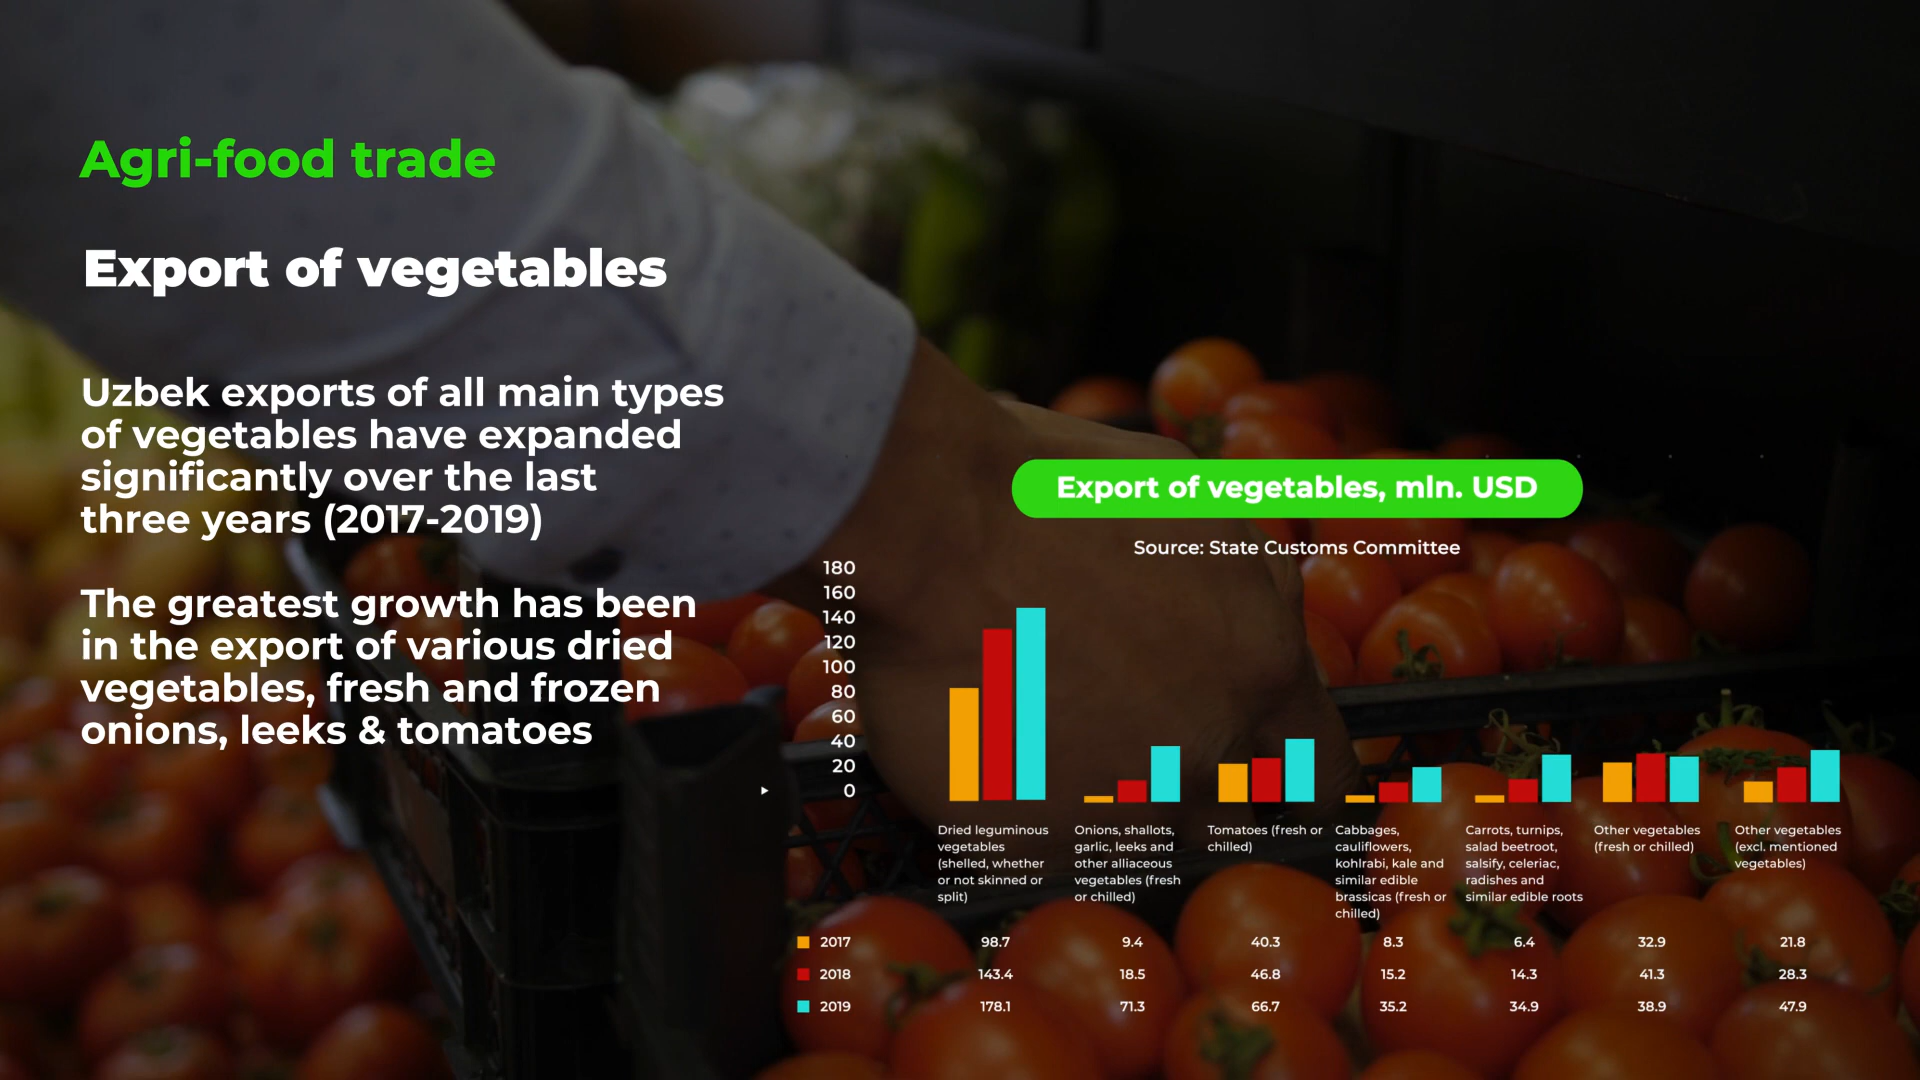 Agri-food trade
Export of vegetables
Uzbek exports of all main types
of vegetables have expanded
significantly over the last
three years (2017-2019)
The greatest growth has been
in the export of various dried
vegetables, fresh and frozen
onions, leeks & tomatoes
Export of vegetables, mln. USD
Source: State Customs Committee
180
160
140
120
100
80
60
40
20
0
Dried leguminous
vegetables
(shelled, whether
or not skinned or
split)
Onions, shallots,
garlic, leeks and
other alliaceous
vegetables (fresh
or chilled)
Tomatoes (fresh or
chilled)
Cabbages,
cauliflowers,
kohlrabi, kale and
similar edible
brassicas (fresh or
chilled)
Carrots, turnips,
salad beetroot,
salsify, celeriac,
radishes and
similar edible roots
Other vegetables
(fresh or chilled)
Other vegetables
(excl. mentioned
vegetables)
2017 98.7 9.4 40.3 8.3 6.4 32.9 21.8
2018 143.4 18.5 46.8 15.2 14.3 41.3 28.3
2019 178.1 71.3 66.7 35.2 34.9 38.9 47.9